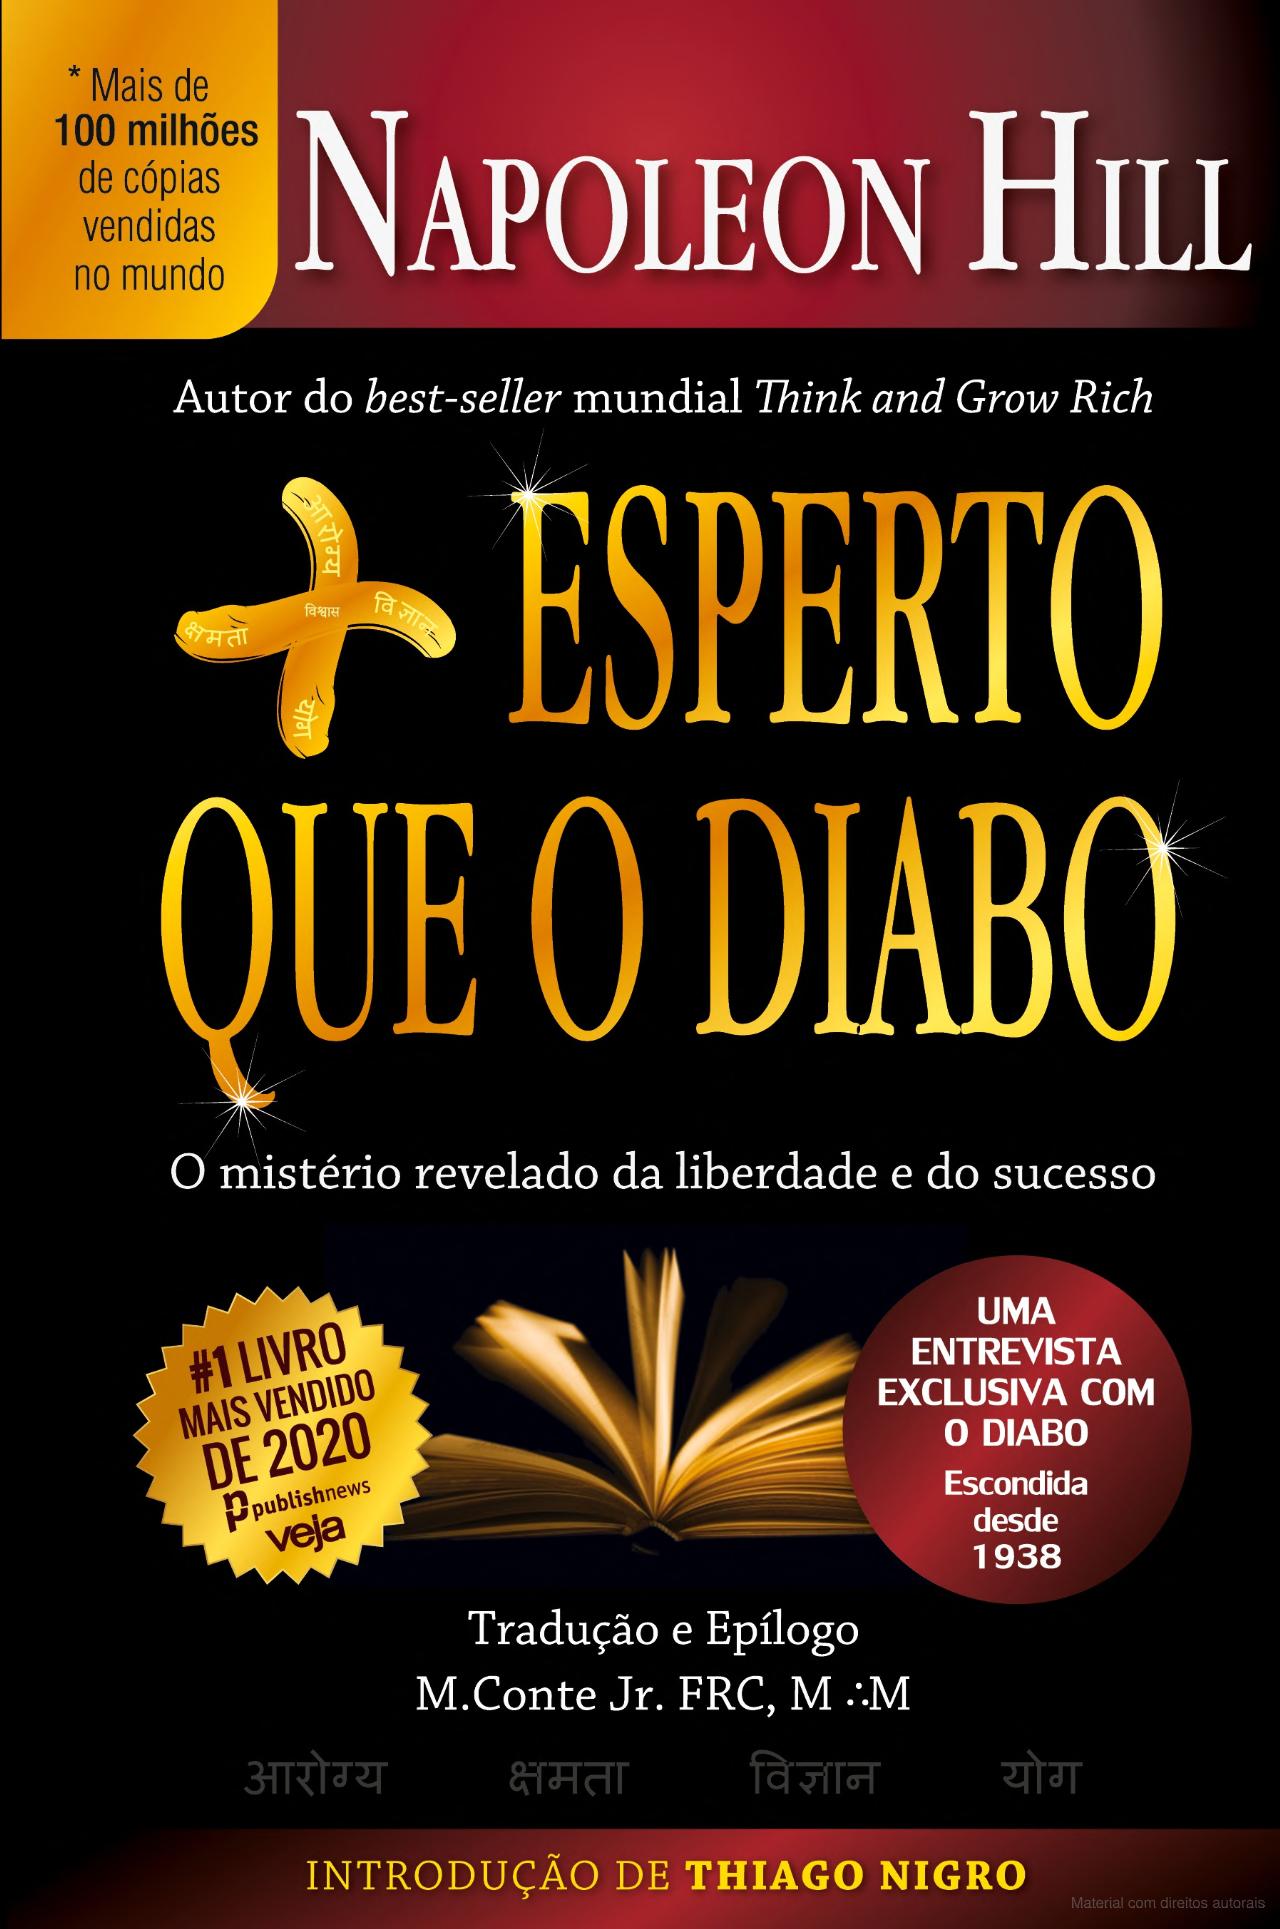 * Mais de
100 milhões
de cópias
vendidas
no mundo
NAPOLEON HILL
Autor do best-seller mundial Think and Grow Rich
आरोग्य
क्षमता
विश्वास
विज्ञान
योग
+ ESPERTO
QUE O DIABO
O mistério revelado da liberdade e do sucesso
#1 LIVRO
MAIS VENDIDO
DE 2020
publishnews
veja
UMA
ENTREVISTA
EXCLUSIVA COM
O DIABO
Escondida
desde
1938
Tradução e Epílogo
M.Conte Jr. FRC, M ∴M
आरोग्य क्षमता विज्ञान योग
INTRODUÇÃO DE THIAGO NIGRO
Material com direitos autorais